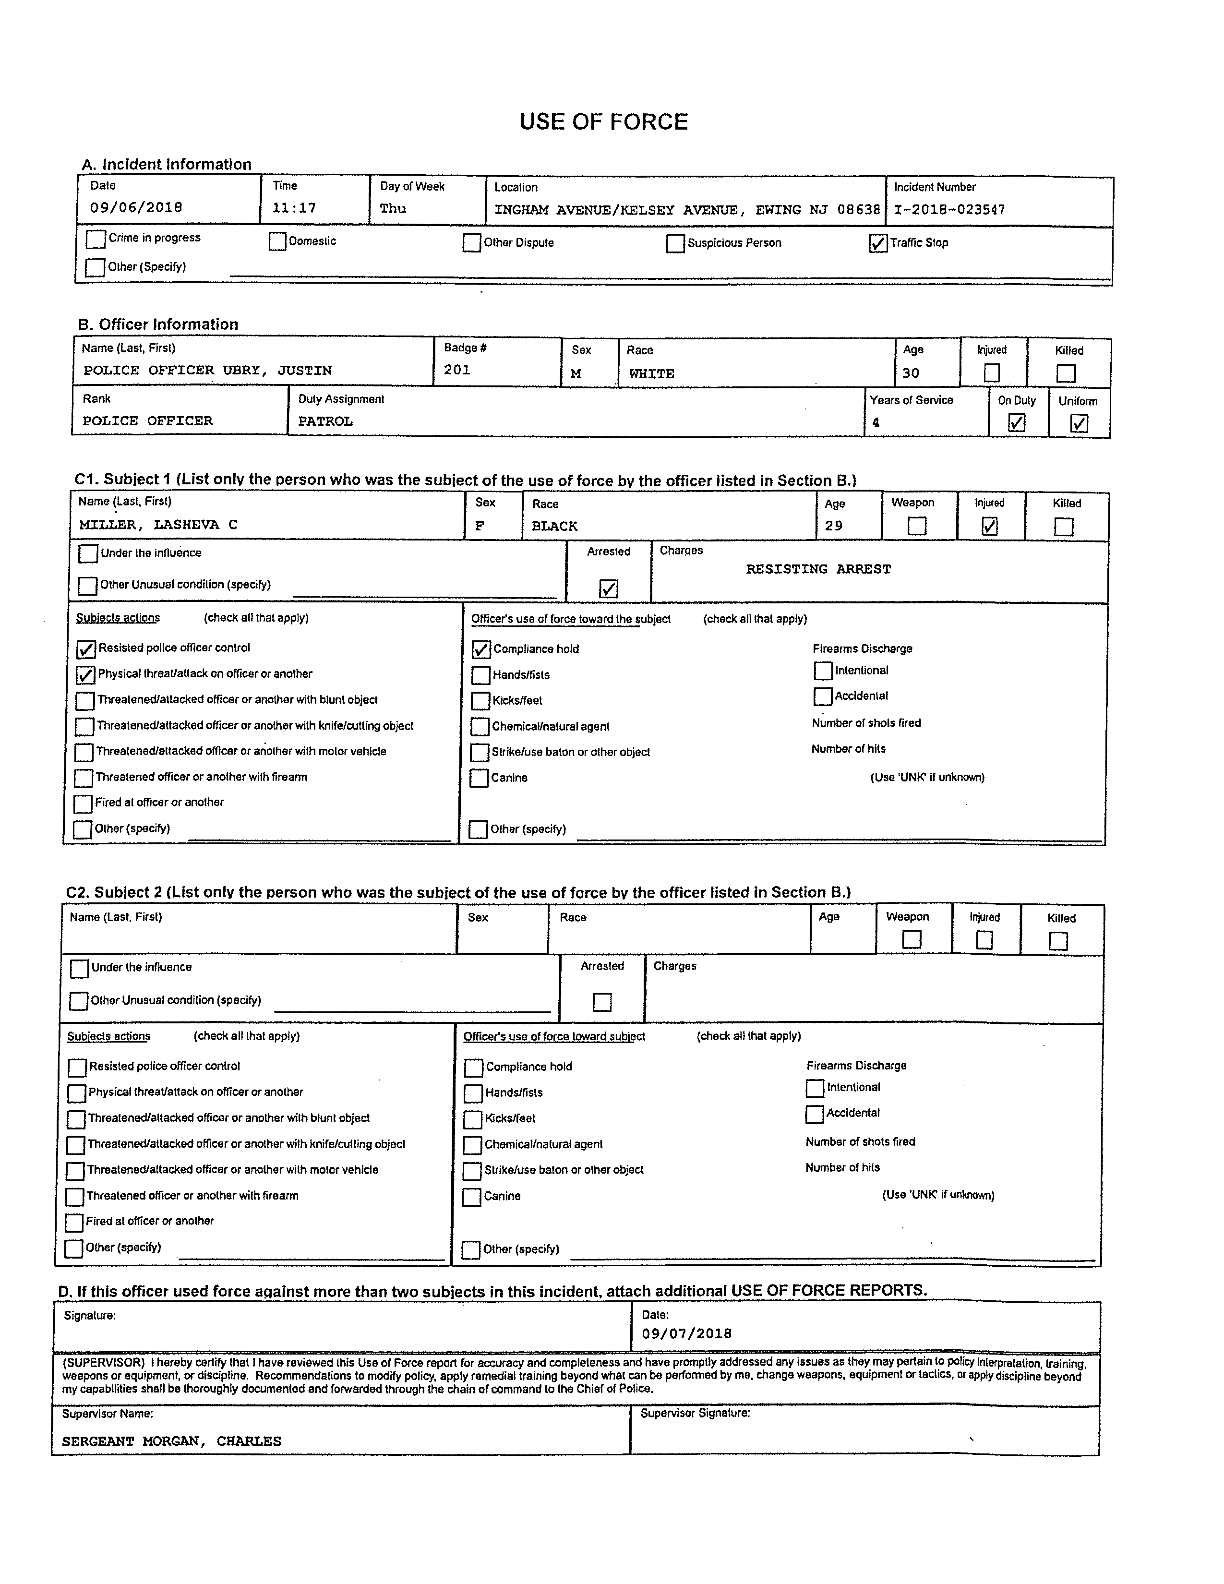 USE OF FORCE
A. Incident Information
Date Time Day of Week Location Incident Number
09/06/2018 11:17 Thu INGHAM AVENUE/KELSEY AVENUE, EWING NJ 08638 I-2018-023547
Crime in progress Domestic Other Dispute Suspicious Person Traffic Stop
Other (Specify)
B. Officer Information
Name (Last, First) Badge # Sex Race Age Injured Killed
POLICE OFFICER UBRY, JUSTIN 201 M WHITE 30
Rank Duty Assignment Years of Service On Duty Uniform
POLICE OFFICER PATROL 4
C1. Subject 1 (List only the person who was the subject of the use of force by the officer listed in Section B.)
Name (Last, First) Sex Race Age Weapon Injured Killed
MILLER, LASHEVA C F BLACK 29
Under the influence Arrested Charges
RESISTING ARREST
Other Unusual condition (specify)
Subjects actions (check all that apply) Officer's use of force toward the subject (check all that apply)
Resisted police officer control Compliance hold Firearms Discharge
Physical threat/attack on officer or another Hands/fists Intentional
Threatened/attacked officer or another with blunt object Kicks/feet Accidental
Threatened/attacked officer or another with knife/cutting object Chemical/natural agent Number of shots fired
Threatened/attacked officer or another with motor vehicle Strike/use baton or other object Number of hits
Threatened officer or another with firearm Canine (Use 'UNK' if unknown)
Fired at officer or another
Other (specify) Other (specify)
C2. Subject 2 (List only the person who was the subject of the use of force by the officer listed in Section B.)
Name (Last, First) Sex Race Age Weapon Injured Killed
Under the influence Arrested Charges
Other Unusual condition (specify)
Subjects actions (check all that apply) Officer's use of force toward subject (check all that apply)
Resisted police officer control Compliance hold Firearms Discharge
Physical threat/attack on officer or another Hands/fists Intentional
Threatened/attacked officer or another with blunt object Kicks/feet Accidental
Threatened/attacked officer or another with knife/cutting object Chemical/natural agent Number of shots fired
Threatened/attacked officer or another with motor vehicle Strike/use baton or other object Number of hits
Threatened officer or another with firearm Canine (Use 'UNK' if unknown)
Fired at officer or another
Other (specify) Other (specify)
D. If this officer used force against more than two subjects in this incident, attach additional USE OF FORCE REPORTS.
Signature: Date:
09/07/2018
(SUPERVISOR) I hereby certify that I have reviewed this Use of Force report for accuracy and completeness and have promptly addressed any issues as they may pertain to policy interpretation, training,
weapons or equipment, or discipline. Recommendations to modify policy, apply remedial training beyond what can be performed by me, change weapons, equipment or tactics, or apply discipline beyond
my capabilities shall be thoroughly documented and forwarded through the chain of command to the Chief of Police.
Supervisor Name: Supervisor Signature:
SERGEANT MORGAN, CHARLES